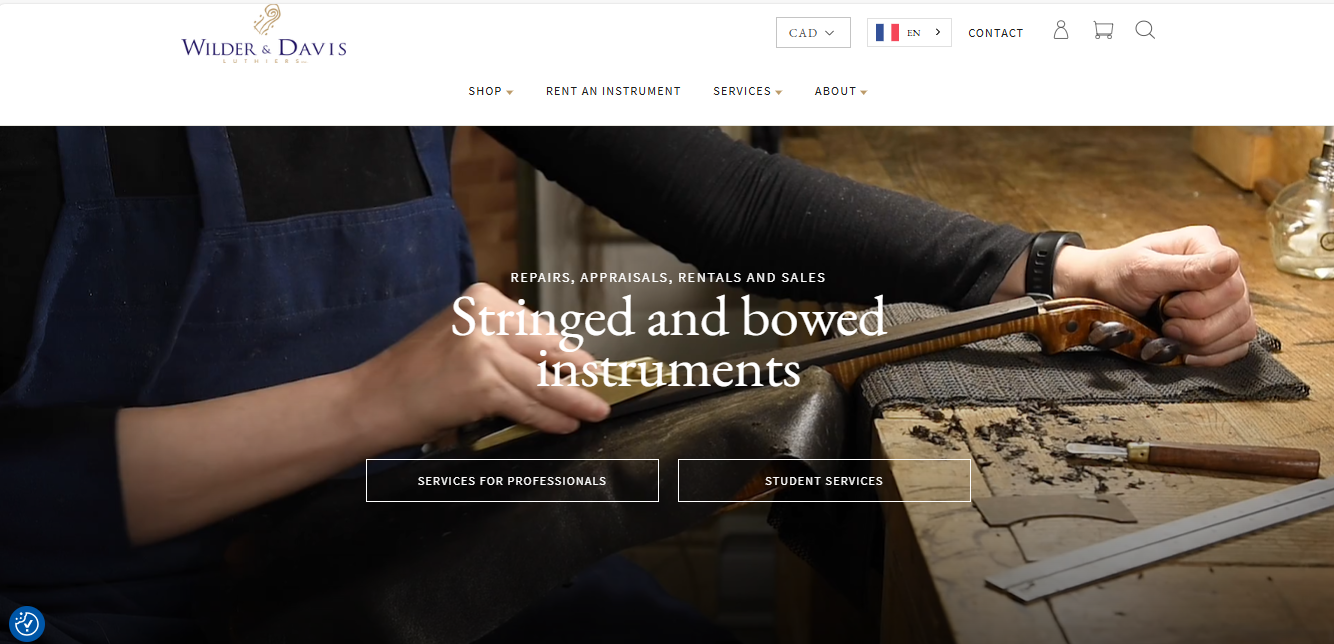 WILDER & DAVIS
LUTHIERS
CAD
EN
CONTACT
SHOP
RENT AN INSTRUMENT
SERVICES
ABOUT
REPAIRS, APPRAISALS, RENTALS AND SALES
Stringed and bowed
instruments
SERVICES FOR PROFESSIONALS
STUDENT SERVICES